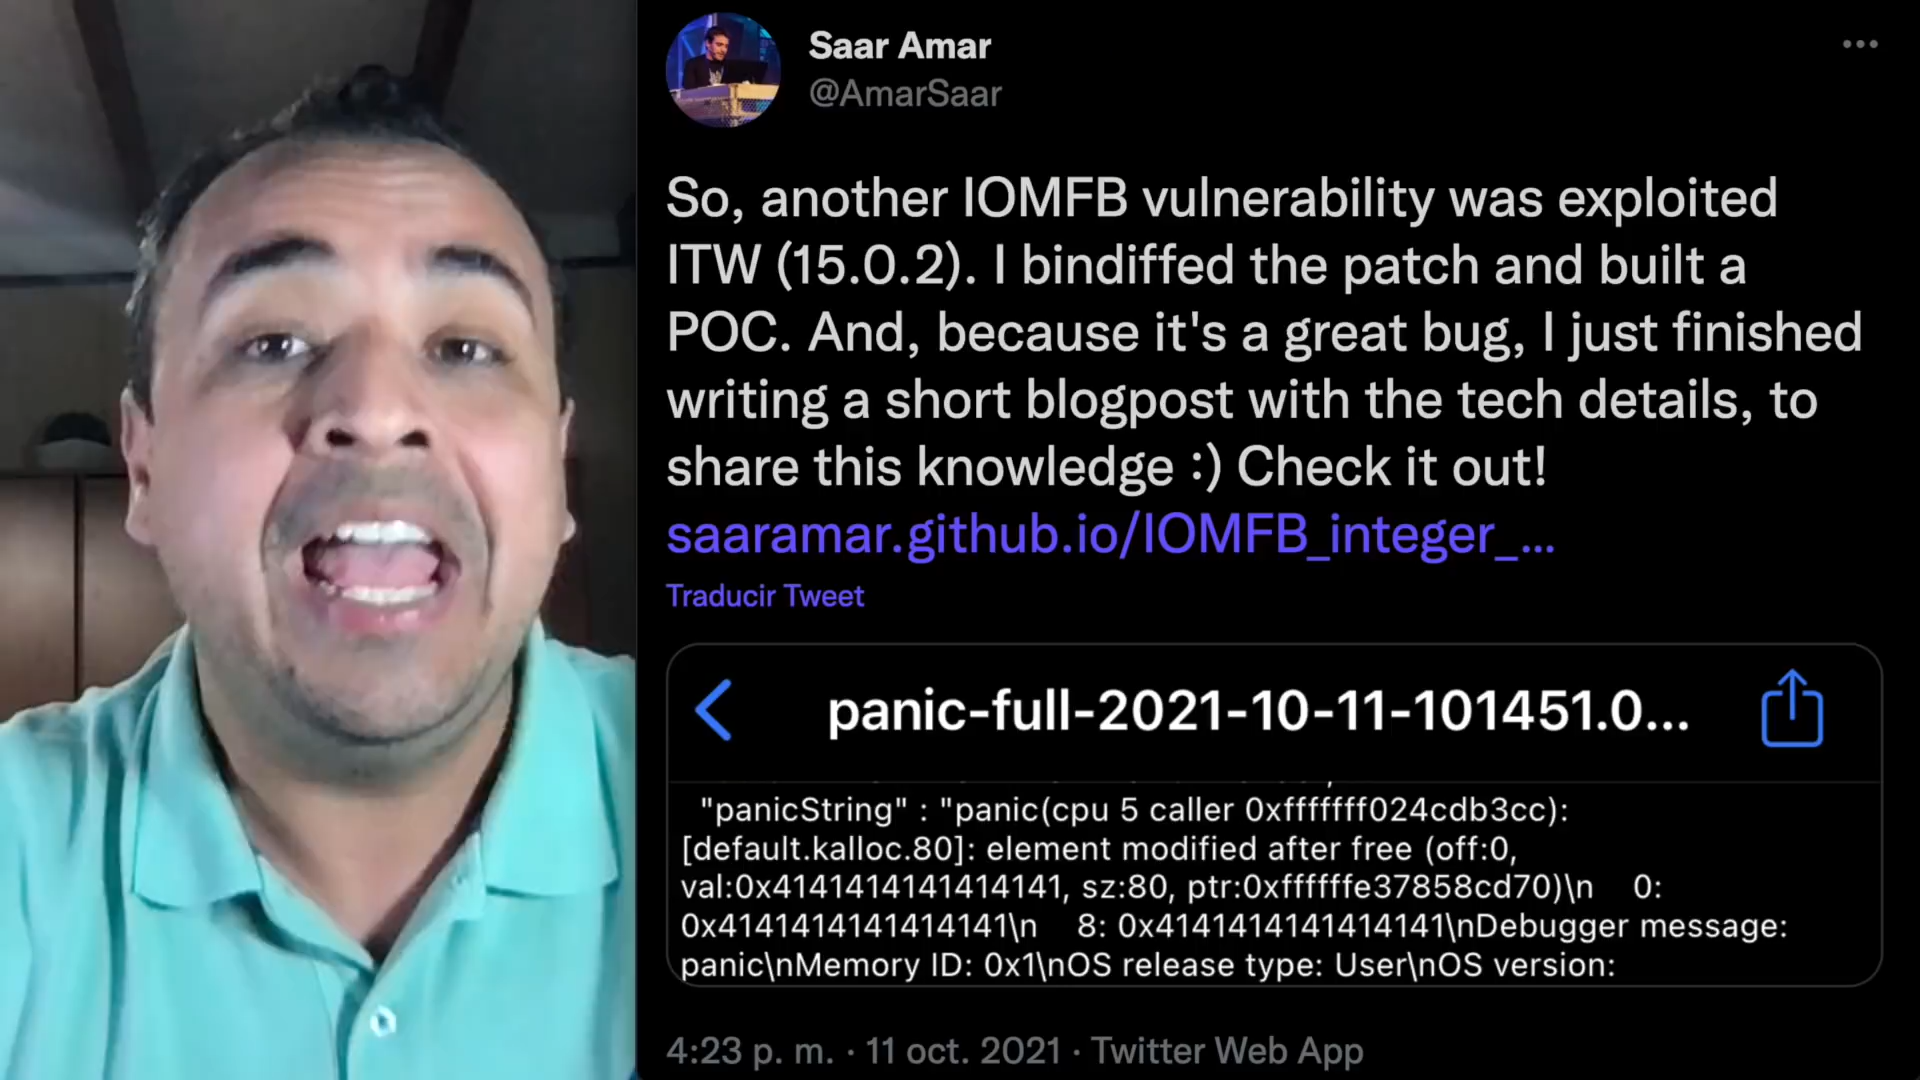 Saar Amar
@AmarSaar
So, another IOMFB vulnerability was exploited
ITW (15.0.2). I bindiffed the patch and built a
POC. And, because it's a great bug, I just finished
writing a short blogpost with the tech details, to
share this knowledge :) Check it out!
saaramar.github.io/IOMFB_integer_...
Traducir Tweet
panic-full-2021-10-11-101451.0...
"panicString" : "panic(cpu 5 caller 0xfffffff024cdb3cc):
[default.kalloc.80]: element modified after free (off:0,
val:0x4141414141414141, sz:80, ptr:0xffffffe37858cd70)\n 0:
0x4141414141414141\n 8: 0x4141414141414141\nDebugger message:
panic\nMemory ID: 0x1\nOS release type: User\nOS version:
4:23 p. m. · 11 oct. 2021 · Twitter Web App